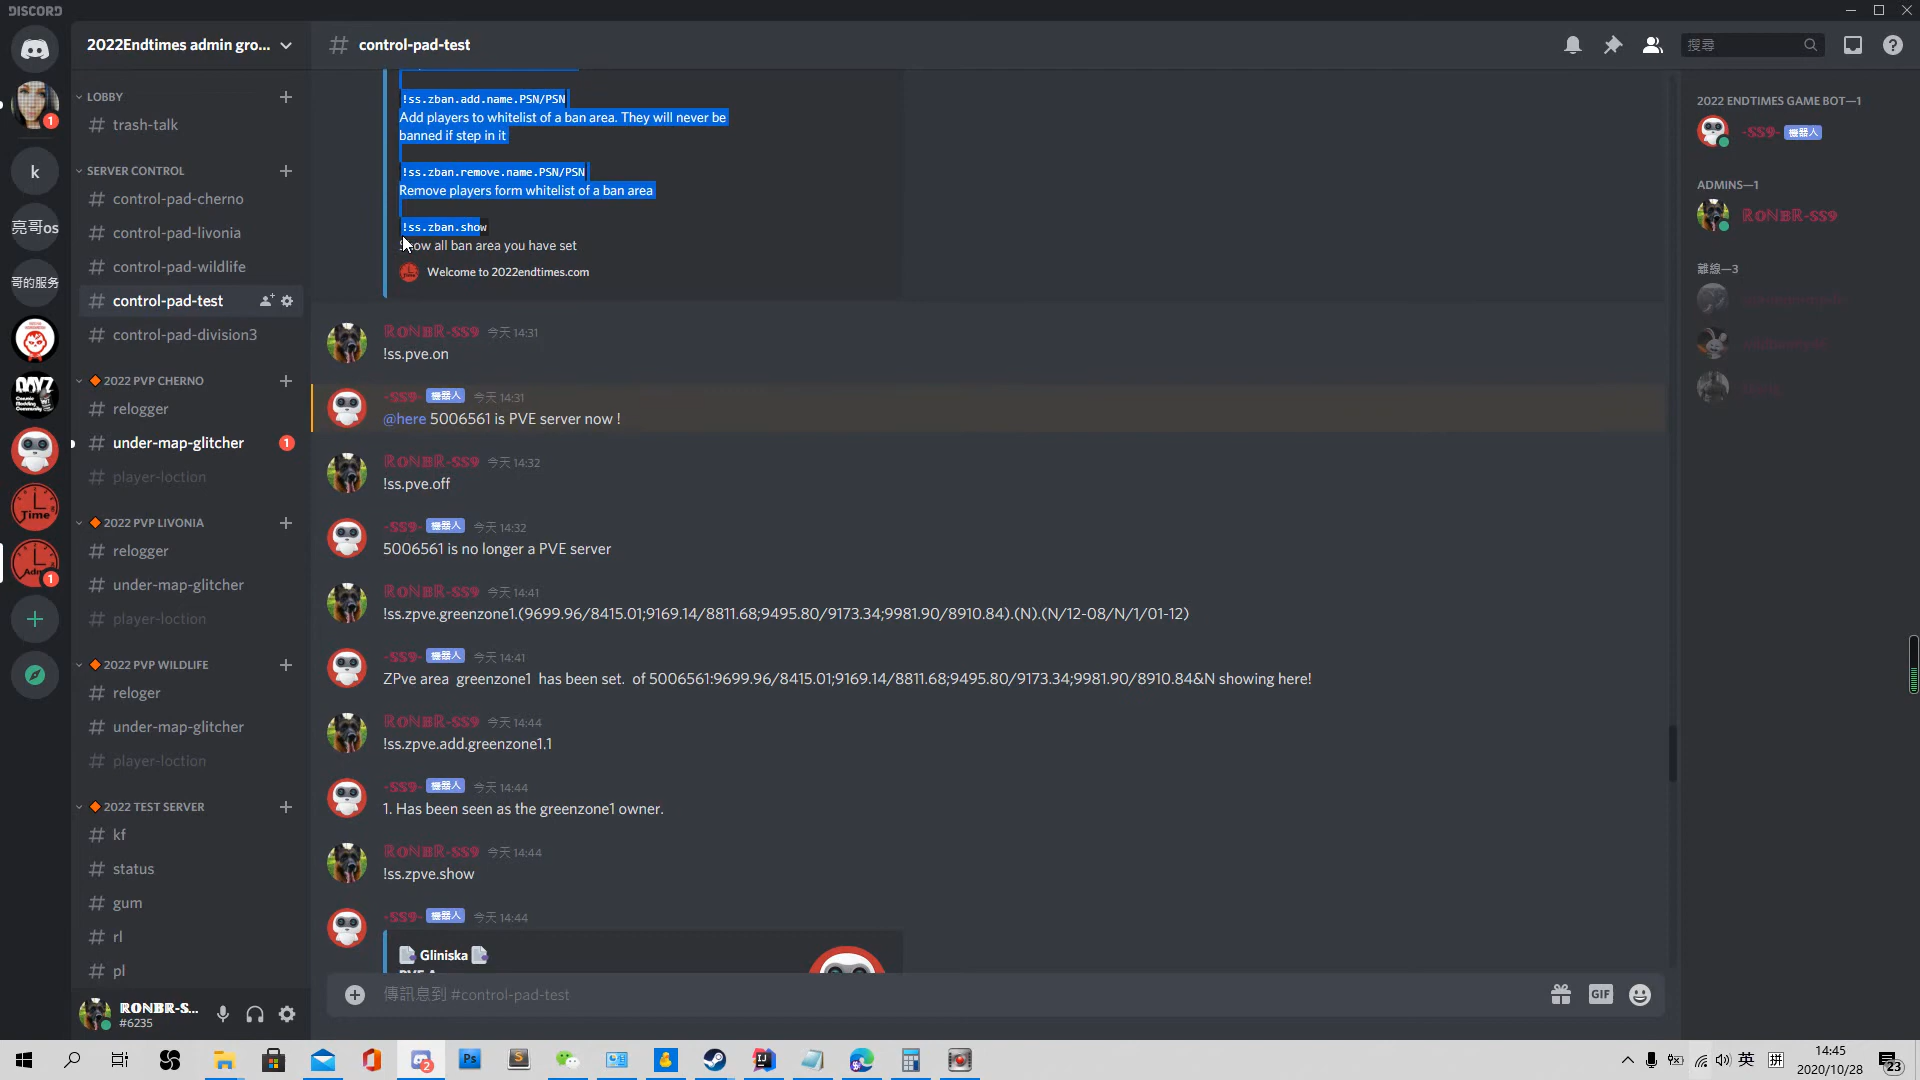 DISCORD
2022Endtimes admin gro...
LOBBY
trash-talk
SERVER CONTROL
control-pad-cherno
control-pad-livonia
control-pad-wildlife
control-pad-test
control-pad-division3
2022 PVP CHERNO
relogger
under-map-glitcher
1
player-loction
2022 PVP LIVONIA
relogger
under-map-glitcher
player-loction
2022 PVP WILDLIFE
reloger
under-map-glitcher
player-loction
2022 TEST SERVER
kf
status
gum
rl
pl
1
k
亮哥os
哥的服务
DAYZ
Time
1
RONBR-S...
#6235
control-pad-test
搜尋
!ss.zban.add.name.PSN/PSN
Add players to whitelist of a ban area. They will never be
banned if step in it
!ss.zban.remove.name.PSN/PSN
Remove players form whitelist of a ban area
!ss.zban.show
Show all ban area you have set
Welcome to 2022endtimes.com
RONBR-SS9 今天 14:31
!ss.pve.on
-SS9- 機器人 今天 14:31
@here 5006561 is PVE server now !
RONBR-SS9 今天 14:32
!ss.pve.off
-SS9- 機器人 今天 14:32
5006561 is no longer a PVE server
RONBR-SS9 今天 14:41
!ss.zpve.greenzone1.(9699.96/8415.01;9169.14/8811.68;9495.80/9173.34;9981.90/8910.84).(N).(N/12-08/N/1/01-12)
-SS9- 機器人 今天 14:41
ZPve area greenzone1 has been set. of 5006561:9699.96/8415.01;9169.14/8811.68;9495.80/9173.34;9981.90/8910.84&N showing here!
RONBR-SS9 今天 14:44
!ss.zpve.add.greenzone1.1
-SS9- 機器人 今天 14:44
1. Has been seen as the greenzone1 owner.
RONBR-SS9 今天 14:44
!ss.zpve.show
-SS9- 機器人 今天 14:44
Gliniska
傳訊息到 #control-pad-test
GIF
2022 ENDTIMES GAME BOT—1
-SS9- 機器人
ADMINS—1
RONBR-SS9
離線—3
Ps
S
2
英
拼
14:45
2020/10/28
23